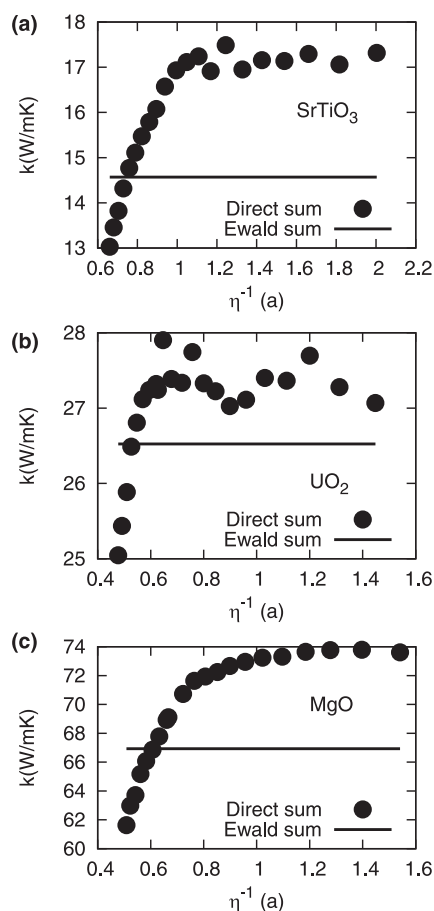 (a)
18
17
16
15
14
13
k(W/mK)
SrTiO3
Direct sum
Ewald sum
0.6 0.8 1 1.2 1.4 1.6 1.8 2 2.2
η-1 (a)
(b)
28
27
26
25
k(W/mK)
UO2
Direct sum
Ewald sum
0.4 0.6 0.8 1 1.2 1.4 1.6
η-1 (a)
(c)
74
72
70
68
66
64
62
60
k(W/mK)
MgO
Direct sum
Ewald sum
0.4 0.6 0.8 1 1.2 1.4 1.6
η-1 (a)